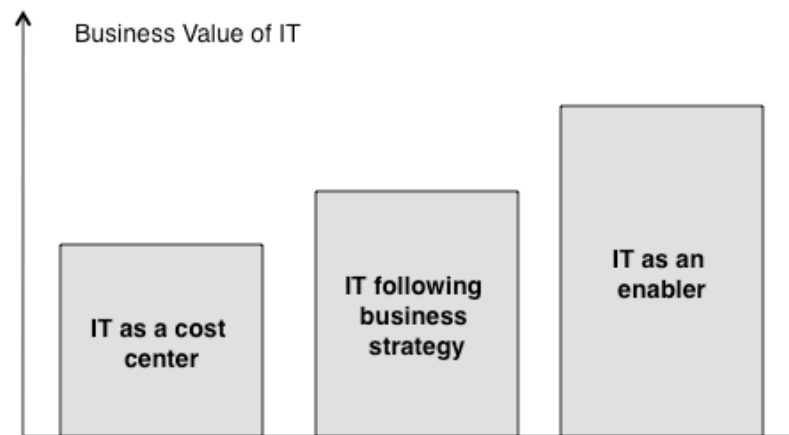 Business Value of IT
IT as a cost
center
IT following
business
strategy
IT as an
enabler